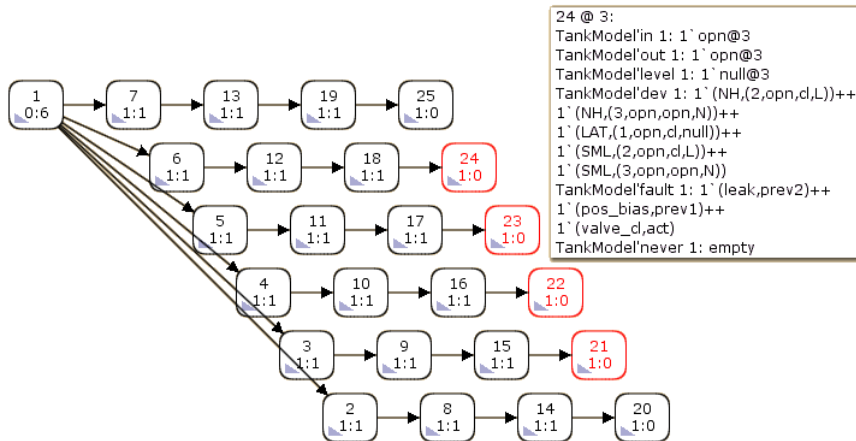 24 @ 3:
TankModel'in 1: 1`opn@3
TankModel'out 1: 1`opn@3
TankModel'level 1: 1`null@3
TankModel'dev 1: 1`(NH,(2,opn,cl,L))++
1`(NH,(3,opn,opn,N))++
1`(LAT,(1,opn,cl,null))++
1`(SML,(2,opn,cl,L))++
1`(SML,(3,opn,opn,N))
TankModel'fault 1: 1`(leak,prev2)++
1`(pos_bias,prev1)++
1`(valve_cl,act)
TankModel'never 1: empty
1 7 13 19 25
0:6 1:1 1:1 1:1 1:0
6 12 18 24
1:1 1:1 1:1 1:0
5 11 17 23
1:1 1:1 1:1 1:0
4 10 16 22
1:1 1:1 1:1 1:0
3 9 15 21
1:1 1:1 1:1 1:0
2 8 14 20
1:1 1:1 1:1 1:0